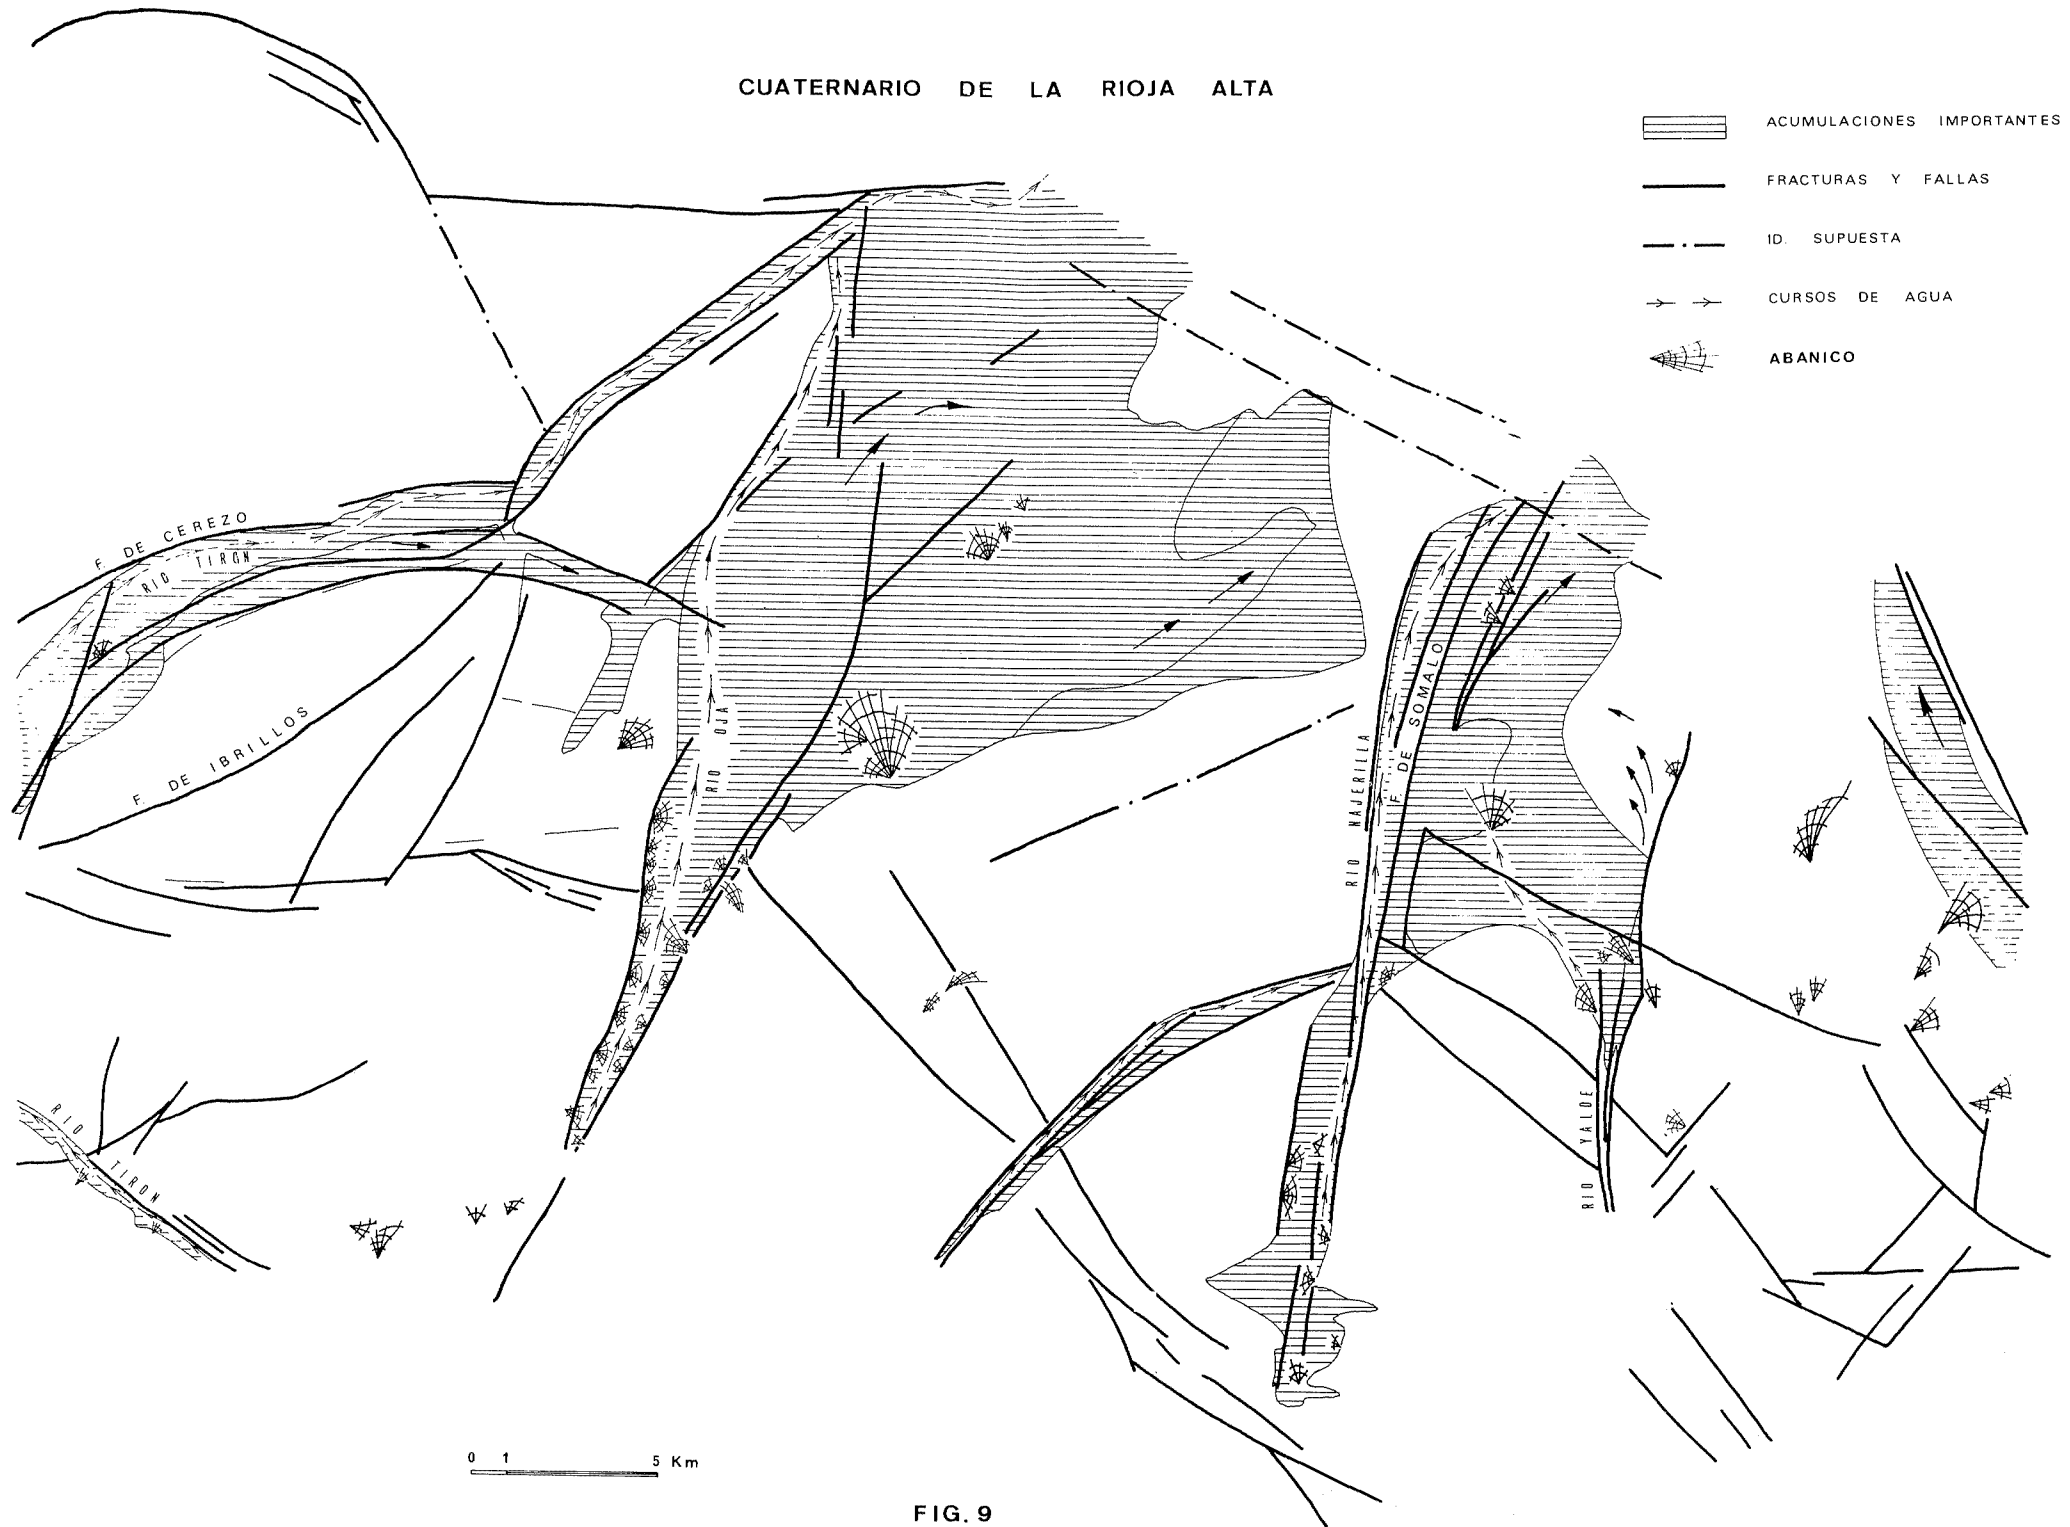 CUATERNARIO DE LA RIOJA ALTA
ACUMULACIONES IMPORTANTES
FRACTURAS Y FALLAS
ID. SUPUESTA
CURSOS DE AGUA
ABANICO
F. DE CEREZO
RIO TIRON
F. DE IBRILLOS
RIO OJA
RIO NAJERILLA
F. DE SOMALO
RIO YALDE
RIO TIRON
0 1 5 Km
FIG. 9